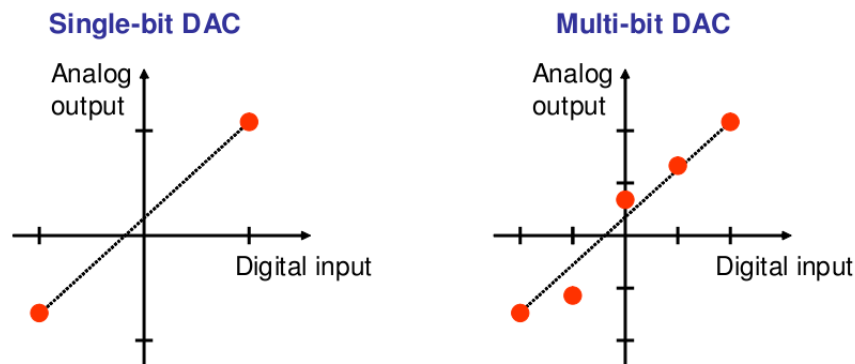 Single-bit DAC
Analog
output
Digital input
Multi-bit DAC
Analog
output
Digital input